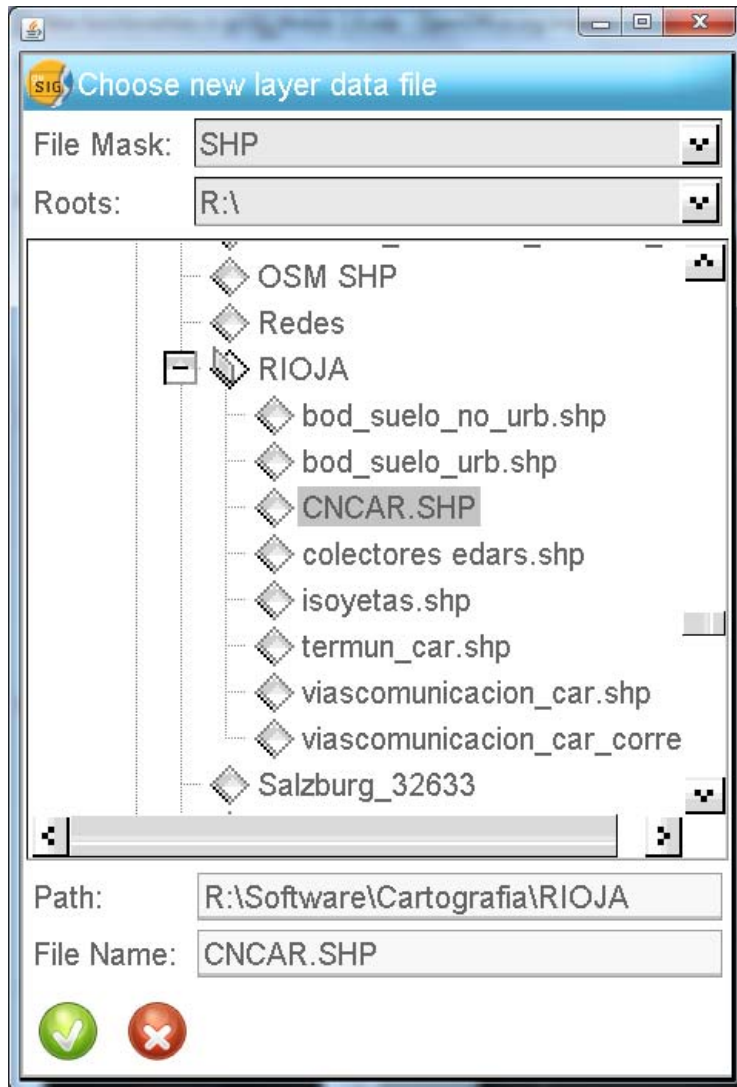 SIG Choose new layer data file
File Mask: SHP
Roots: R:\
OSM SHP
Redes
RIOJA
bod_suelo_no_urb.shp
bod_suelo_urb.shp
CNCAR.SHP
colectores edars.shp
isoyetas.shp
termun_car.shp
viascomunicacion_car.shp
viascomunicacion_car_corre
Salzburg_32633
Path: R:\Software\Cartografia\RIOJA
File Name: CNCAR.SHP